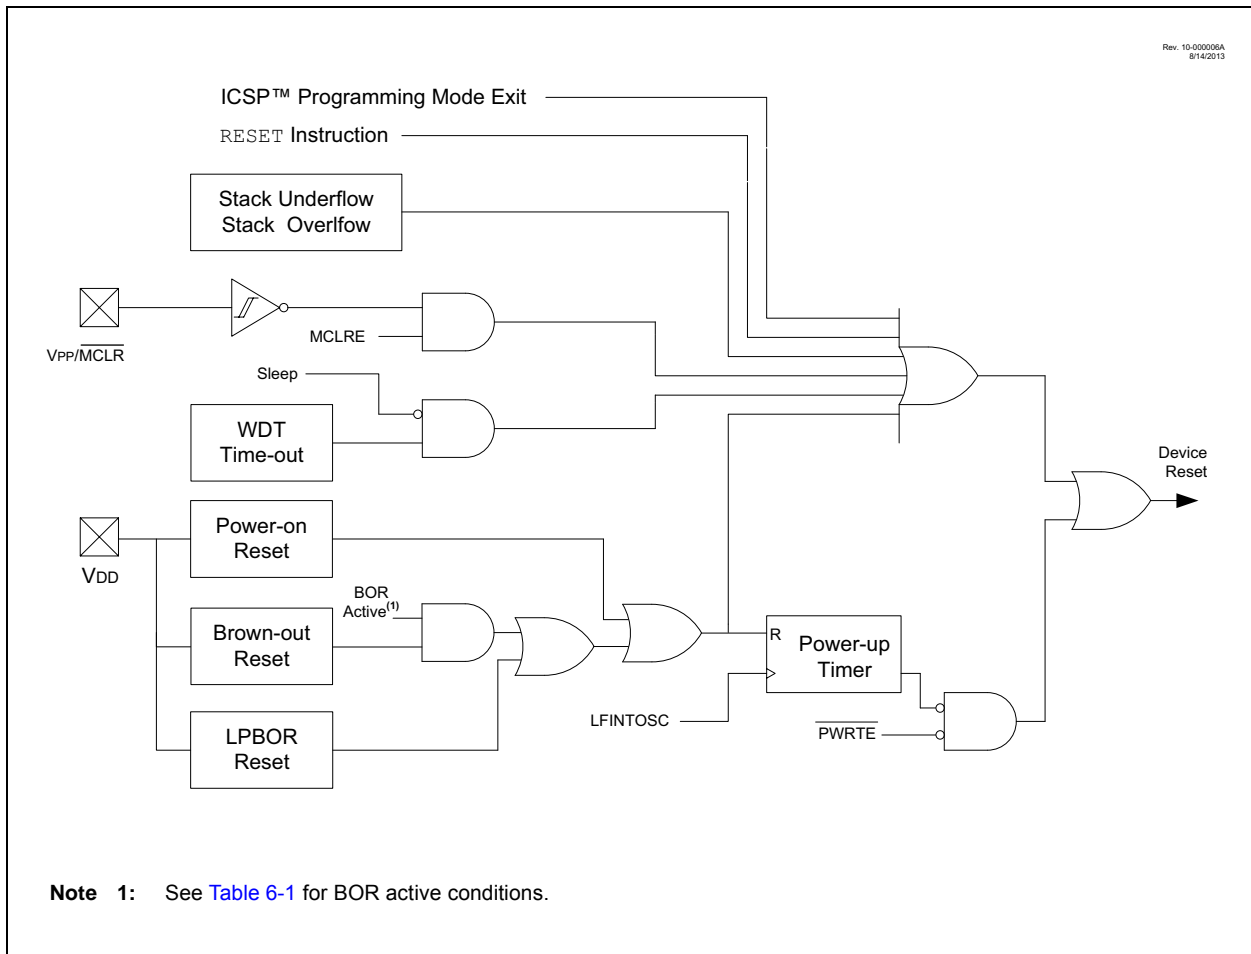 Rev. 10-000006A
8/14/2013
ICSP™ Programming Mode Exit
RESET Instruction
Stack Underflow
Stack Overlfow
VPP/MCLR
MCLRE
Sleep
WDT
Time-out
Device
Reset
VDD
Power-on
Reset
BOR
Active(1)
Brown-out
Reset
R
Power-up
Timer
LFINTOSC
PWRTE
LPBOR
Reset
Note 1: See Table 6-1 for BOR active conditions.